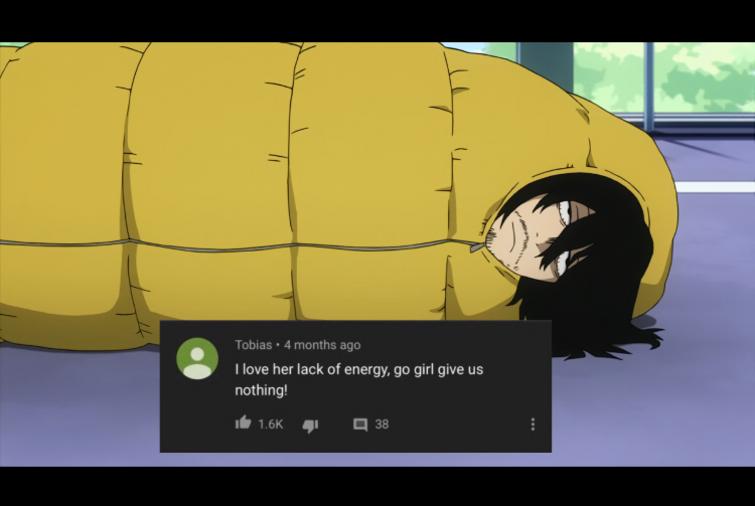 Tobias • 4 months ago
I love her lack of energy, go girl give us
nothing!
1.6K 38